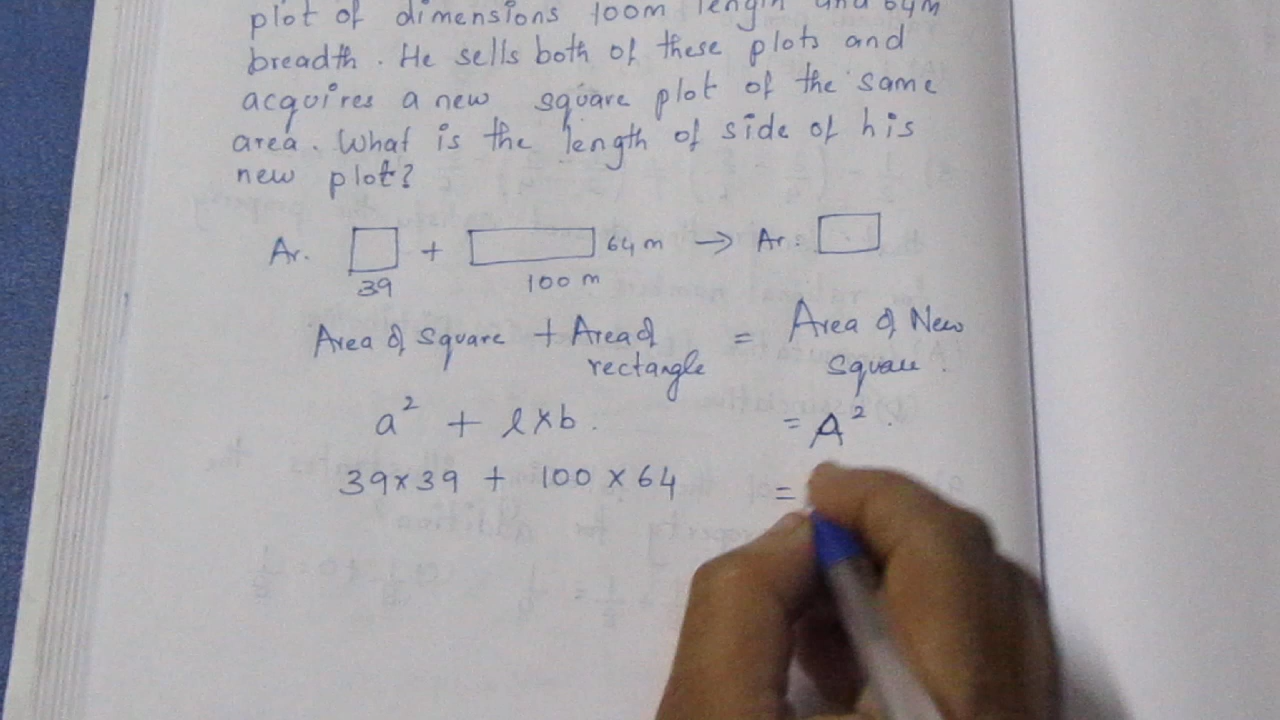 plot of dimensions 100m length and 64m
breadth. He sells both of these plots and
acquires a new square plot of the same
area. What is the length of side of his
new plot?
Ar. + 64 m → Ar.
39 100 m
Area of square + Area of = Area of New
rectangle square.
a² + l×b. = A².
39×39 + 100 × 64 =